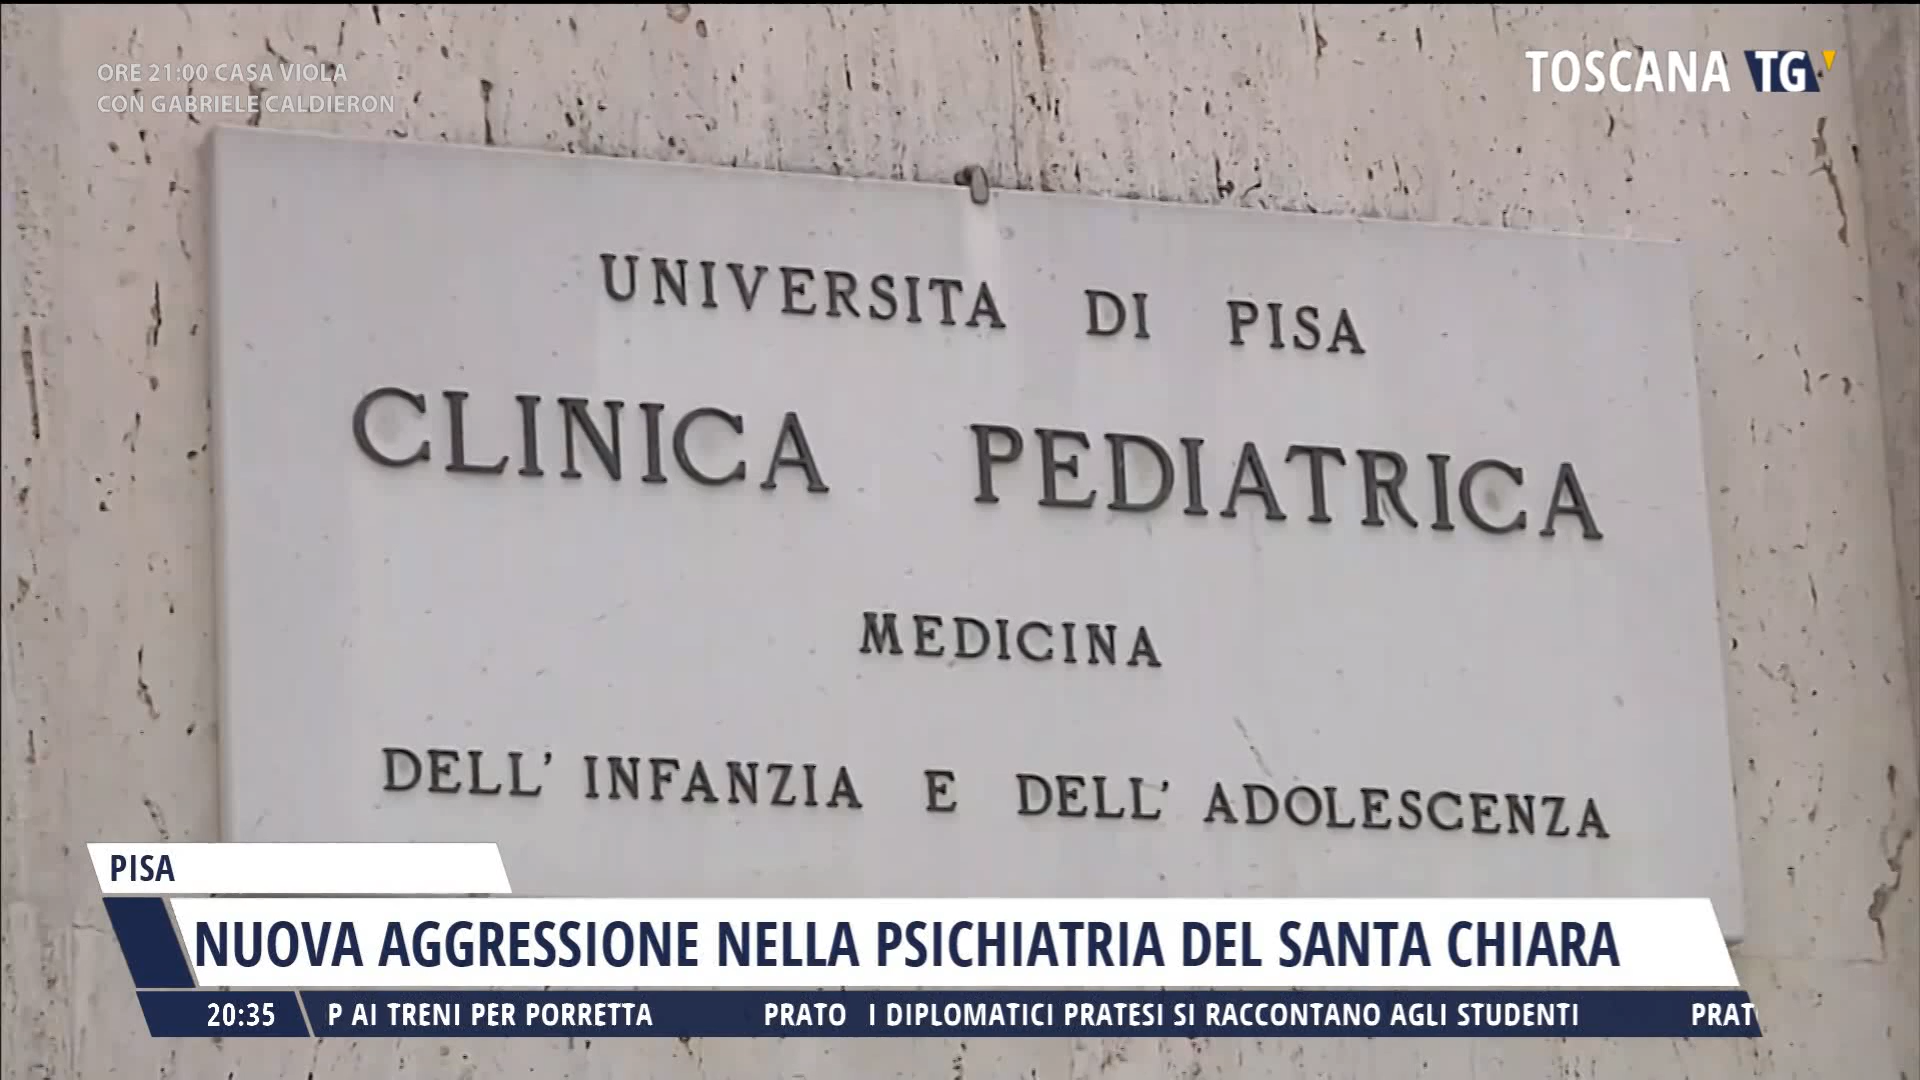 ORE 21:00 CASA VIOLA
CON GABRIELE CALDIERON
TOSCANA TG
UNIVERSITA DI PISA
CLINICA PEDIATRICA
MEDICINA
DELL' INFANZIA E DELL' ADOLESCENZA
PISA
NUOVA AGGRESSIONE NELLA PSICHIATRIA DEL SANTA CHIARA
20:35 P AI TRENI PER PORRETTA PRATO I DIPLOMATICI PRATESI SI RACCONTANO AGLI STUDENTI PRAT